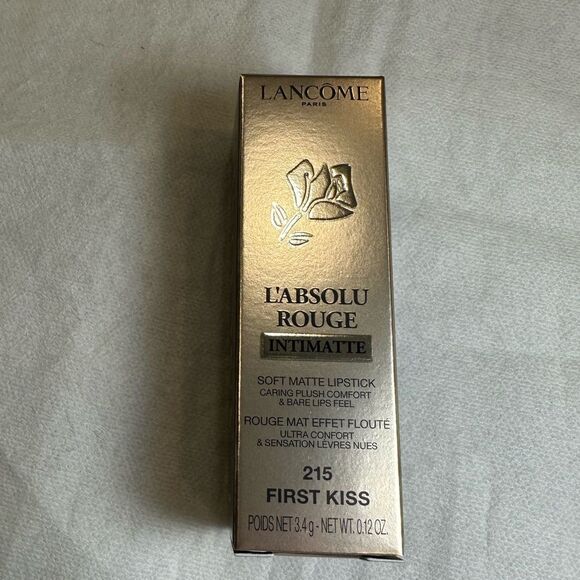 LANCÔME
PARIS
L'ABSOLU
ROUGE
INTIMATTE
SOFT MATTE LIPSTICK
CARING PLUSH COMFORT
& BARE LIPS FEEL
ROUGE MAT EFFET FLOUTÉ
ULTRA CONFORT
& SENSATION LÈVRES NUES
215
FIRST KISS
POIDS NET 3.4 g - NET WT. 0.12 OZ.